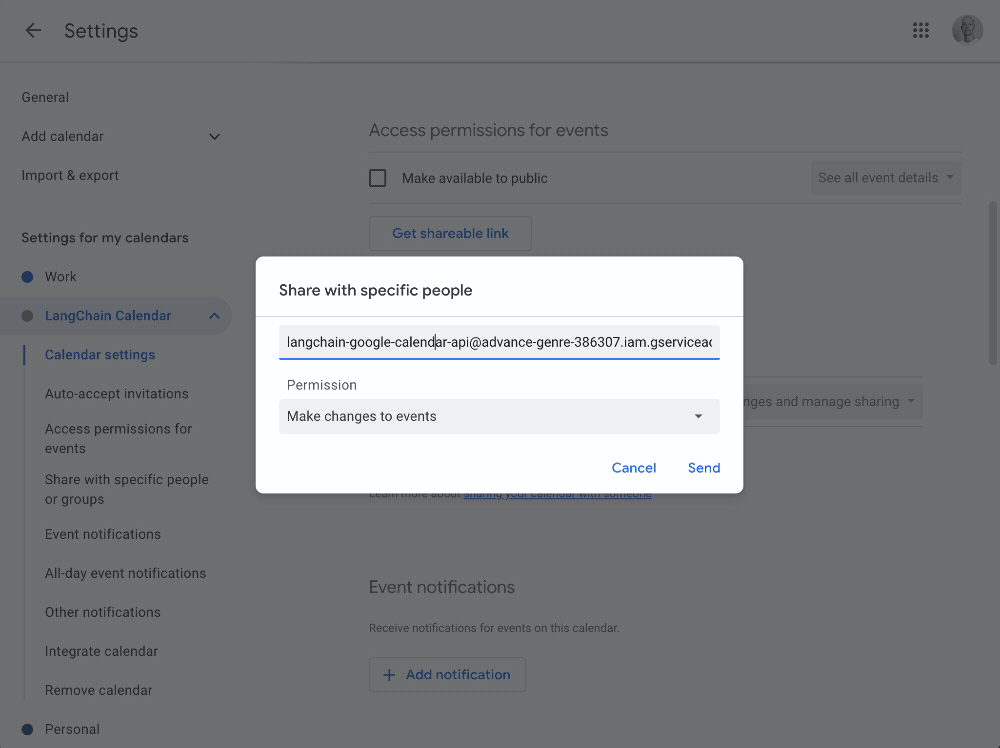 Settings
General
Add calendar
Import & export
Settings for my calendars
Work
LangChain Calendar
Calendar settings
Auto-accept invitations
Access permissions for
events
Share with specific people
or groups
Event notifications
All-day event notifications
Other notifications
Integrate calendar
Remove calendar
Personal
Access permissions for events
Make available to public
See all event details
Get shareable link
Share with specific people
langchain-google-calendar-api@advance-genre-386307.iam.gserviceac
Permission
Make changes to events
Cancel
Send
and manage sharing
Learn more about sharing your calendar with someone
Event notifications
Receive notifications for events on this calendar.
Add notification